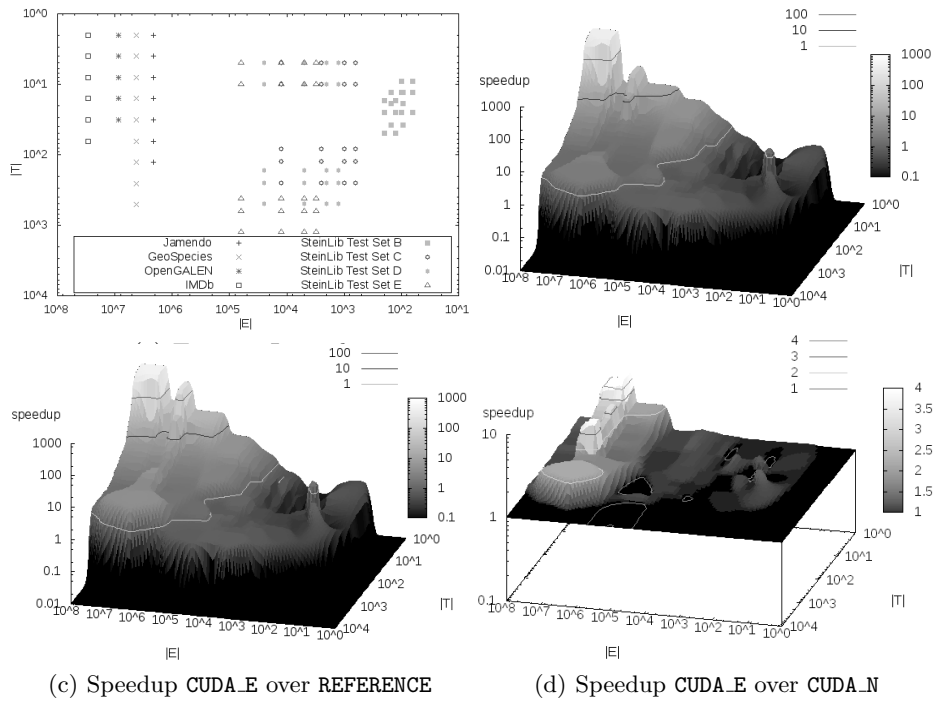 10^0
10^1
10^2
10^3
10^4
|T|
Jamendo
GeoSpecies
OpenGALEN
IMDb
SteinLib Test Set B
SteinLib Test Set C
SteinLib Test Set D
SteinLib Test Set E
10^8 10^7 10^6 10^5 10^4 10^3 10^2 10^1
|E|
100
10
1
speedup
1000
100
10
1
0.1
0.01
1000
100
10
1
0.1
10^8 10^7 10^6 10^5 10^4 10^3 10^2 10^1 10^0
10^0
10^1
10^2
10^3
10^4
|T|
|E|
100
10
1
speedup
1000
100
10
1
0.1
0.01
1000
100
10
1
0.1
10^8 10^7 10^6 10^5 10^4 10^3 10^2 10^1 10^0
10^0
10^1
10^2
10^3
10^4
|T|
|E|
(c) Speedup CUDA_E over REFERENCE
4
3
2
1
speedup
10
1
0.1
4
3.5
3
2.5
2
1.5
1
10^8 10^7 10^6 10^5 10^4 10^3 10^2 10^1 10^0
10^0
10^1
10^2
10^3
10^4
|T|
|E|
(d) Speedup CUDA_E over CUDA_N